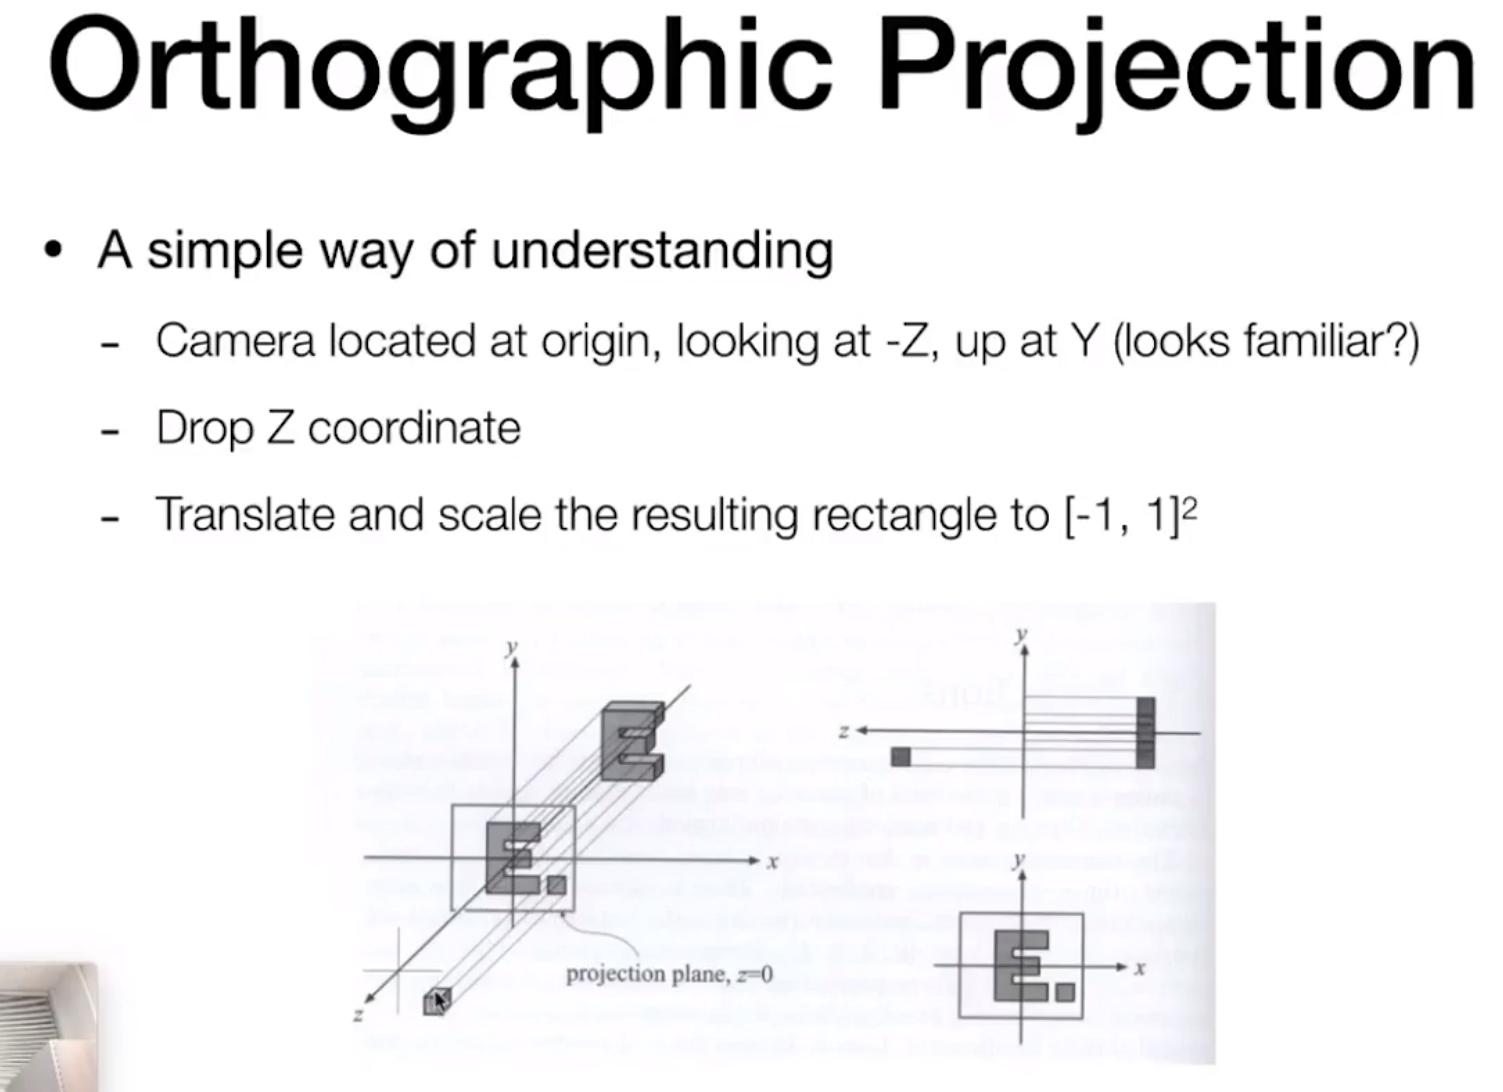 Orthographic Projection
• A simple way of understanding
- Camera located at origin, looking at -Z, up at Y (looks familiar?)
- Drop Z coordinate
- Translate and scale the resulting rectangle to [-1, 1]²
y
E
E.
x
z
projection plane, z=0
y
z
y
E.
x